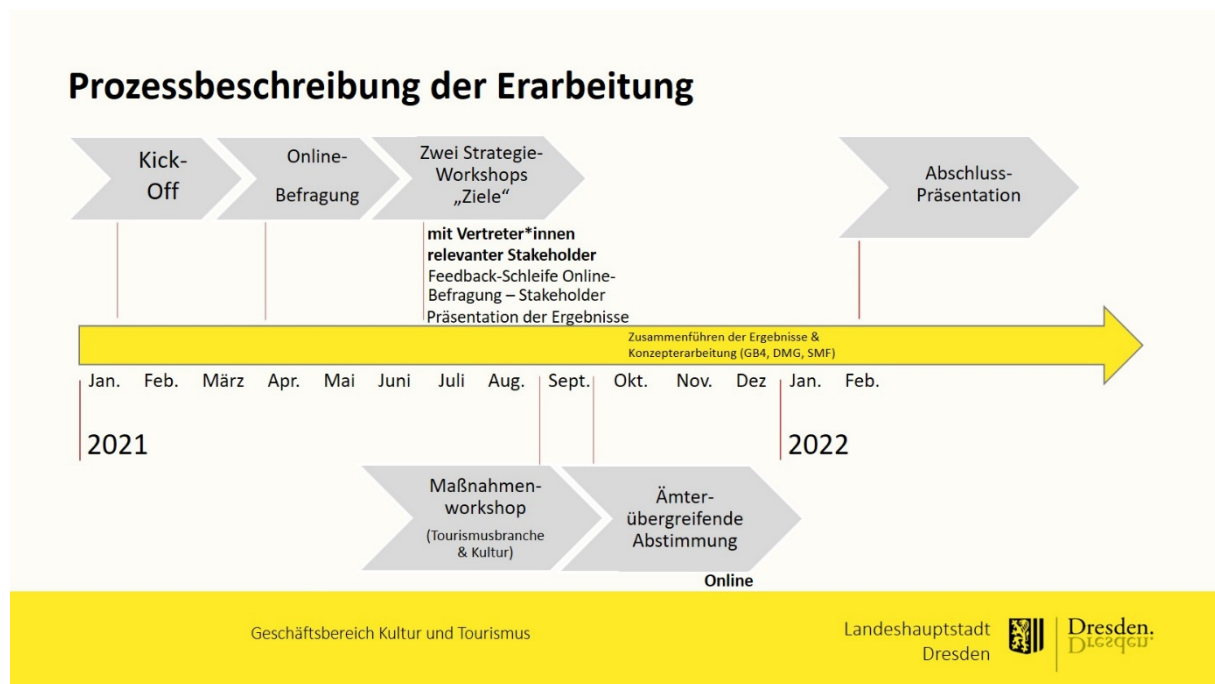 Prozessbeschreibung der Erarbeitung
Kick-
Off
Online-
Befragung
Zwei Strategie-
Workshops
„Ziele“
Abschluss-
Präsentation
mit Vertreter*innen
relevanter Stakeholder
Feedback-Schleife Online-
Befragung – Stakeholder
Präsentation der Ergebnisse
Zusammenführen der Ergebnisse &
Konzepterarbeitung (GB4, DMG, SMF)
Jan. Feb. März Apr. Mai Juni Juli Aug. Sept. Okt. Nov. Dez Jan. Feb.
2021 2022
Maßnahmen-
workshop
(Tourismusbranche
& Kultur)
Ämter-
übergreifende
Abstimmung
Online
Geschäftsbereich Kultur und Tourismus
Landeshauptstadt
Dresden
Dresden.
Dresden.